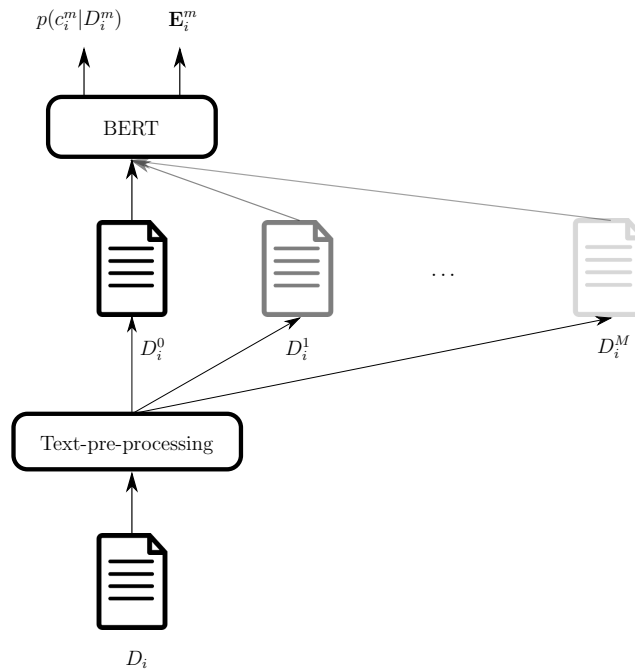 p(c_i^m|D_i^m) E_i^m
BERT
...
D_i^0 D_i^1 D_i^M
Text-pre-processing
D_i